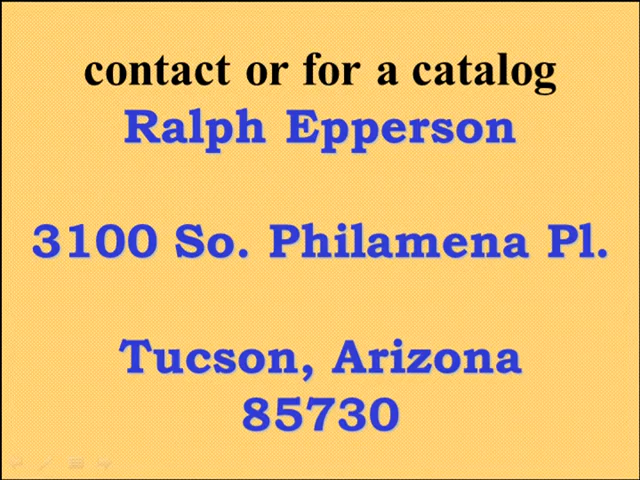 contact or for a catalog
Ralph Epperson
3100 So. Philamena Pl.
Tucson, Arizona
85730